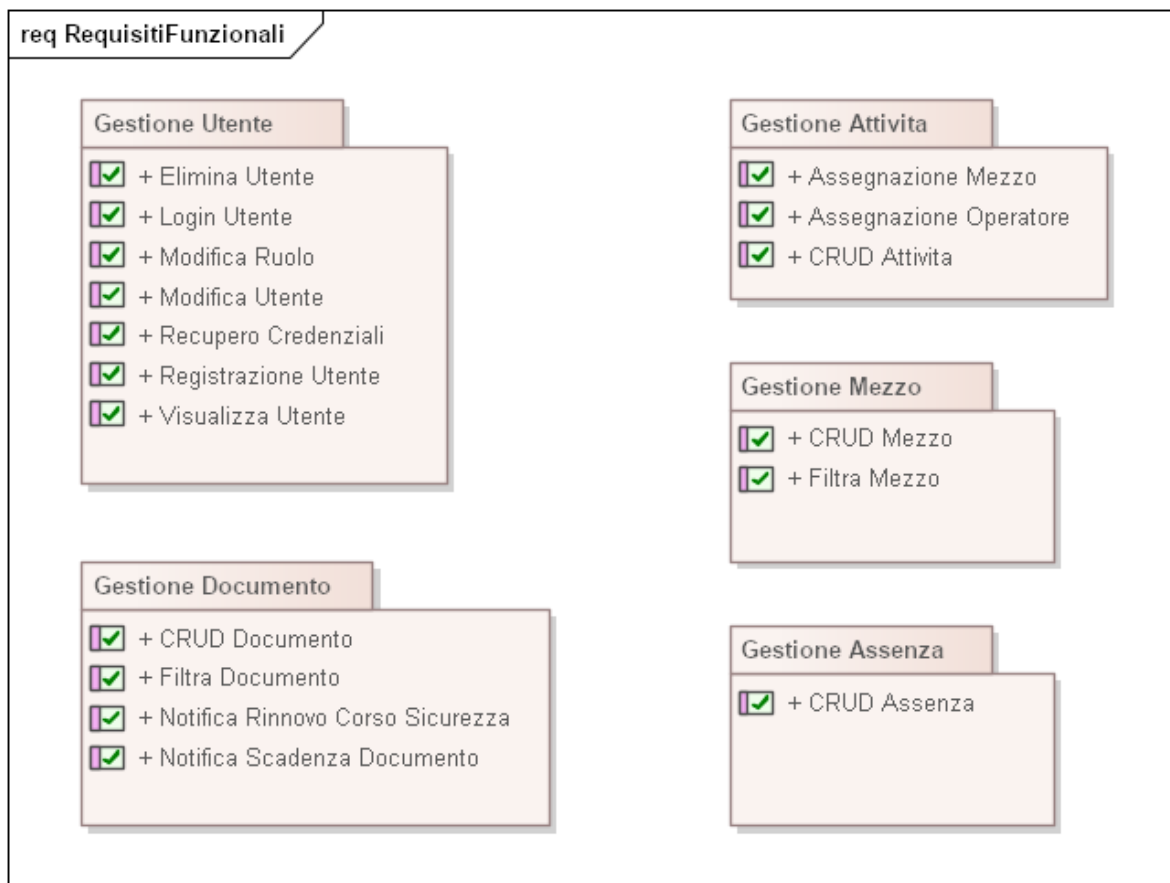 req RequisitiFunzionali
Gestione Utente
+ Elimina Utente
+ Login Utente
+ Modifica Ruolo
+ Modifica Utente
+ Recupero Credenziali
+ Registrazione Utente
+ Visualizza Utente
Gestione Documento
+ CRUD Documento
+ Filtra Documento
+ Notifica Rinnovo Corso Sicurezza
+ Notifica Scadenza Documento
Gestione Attivita
+ Assegnazione Mezzo
+ Assegnazione Operatore
+ CRUD Attivita
Gestione Mezzo
+ CRUD Mezzo
+ Filtra Mezzo
Gestione Assenza
+ CRUD Assenza